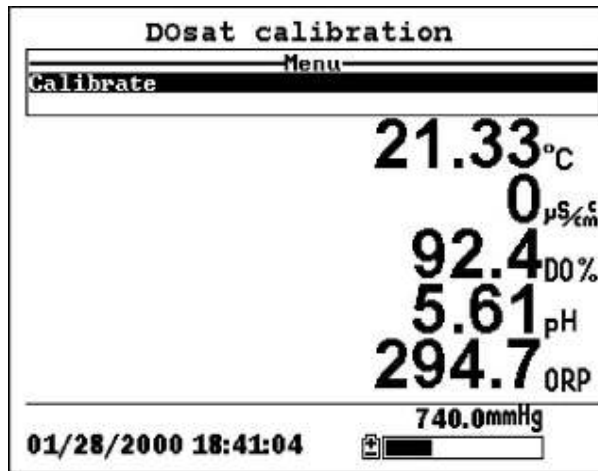 DOsat calibration
Menu
Calibrate
21.33°C
0µS/cm c
92.4DO%
5.61pH
294.7ORP
740.0mmHg
01/28/2000 18:41:04